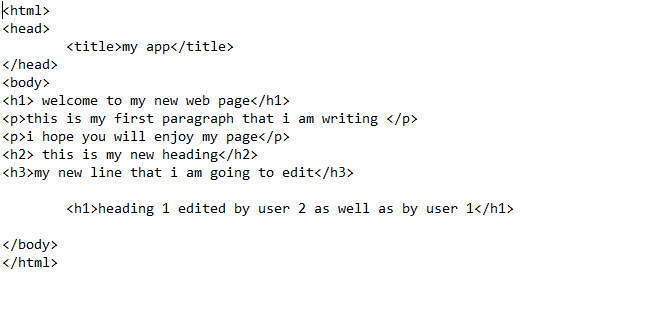 <html>
<head>
	<title>my app</title>
</head>
<body>
<h1> welcome to my new web page</h1>
<p>this is my first paragraph that i am writing </p>
<p>i hope you will enjoy my page</p>
<h2> this is my new heading</h2>
<h3>my new line that i am going to edit</h3>
	<h1>heading 1 edited by user 2 as well as by user 1</h1>
</body>
</html>